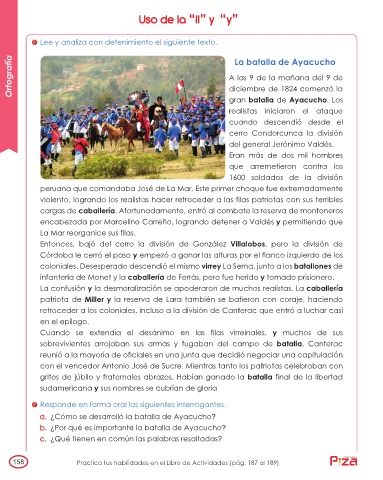 Uso de la “ll” y “y”
Ortografía
Lee y analiza con detenimiento el siguiente texto.
La batalla de Ayacucho
A las 9 de la mañana del 9 de
diciembre de 1824 comenzó la
gran batalla de Ayacucho. Los
realistas iniciaron el ataque
cuando descendió desde el
cerro Condorcunca la división
del general Jerónimo Valdés.
Eran más de dos mil hombres
que arremetieron contra los
1600 soldados de la división
peruana que comandaba José de La Mar. Este primer choque fue extremadamente
violento, logrando los realistas hacer retroceder a las filas patriotas con sus terribles
cargas de caballería. Afortunadamente, entró al combate la reserva de montoneros
encabezada por Marcelino Carreño, logrando detener a Valdés y permitiendo que
La Mar reorganice sus filas.
Entonces, bajó del cerro la división de González Villalobos, pero la división de
Córdoba le cerró el paso y empezó a ganar las alturas por el flanco izquierdo de los
coloniales. Desesperado descendió el mismo virrey La Serna, junto a los batallones de
infantería de Monet y la caballería de Ferrás, pero fue herido y tomado prisionero.
La confusión y la desmoralización se apoderaron de muchos realistas. La caballería
patriota de Miller y la reserva de Lara también se batieron con coraje, haciendo
retroceder a los coloniales, incluso a la división de Canterac que entró a luchar casi
en el epílogo.
Cuando se extendía el desánimo en las filas virreinales, y muchos de sus
sobrevivientes arrojaban sus armas y fugaban del campo de batalla, Canterac
reunió a la mayoría de oficiales en una junta que decidió negociar una capitulación
con el vencedor Antonio José de Sucre. Mientras tanto los patriotas celebraban con
gritos de júbilo y fraternales abrazos. Habían ganado la batalla final de la libertad
sudamericana y sus nombres se cubrían de gloria
Responde en forma oral las siguientes interrogantes.
a. ¿Cómo se desarrolló la batalla de Ayacucho?
b. ¿Por qué es importante la batalla de Ayacucho?
c. ¿Qué tienen en común las palabras resaltadas?
158
Practica tus habilidades en el Libro de Actividades (pág. 187 al 189)